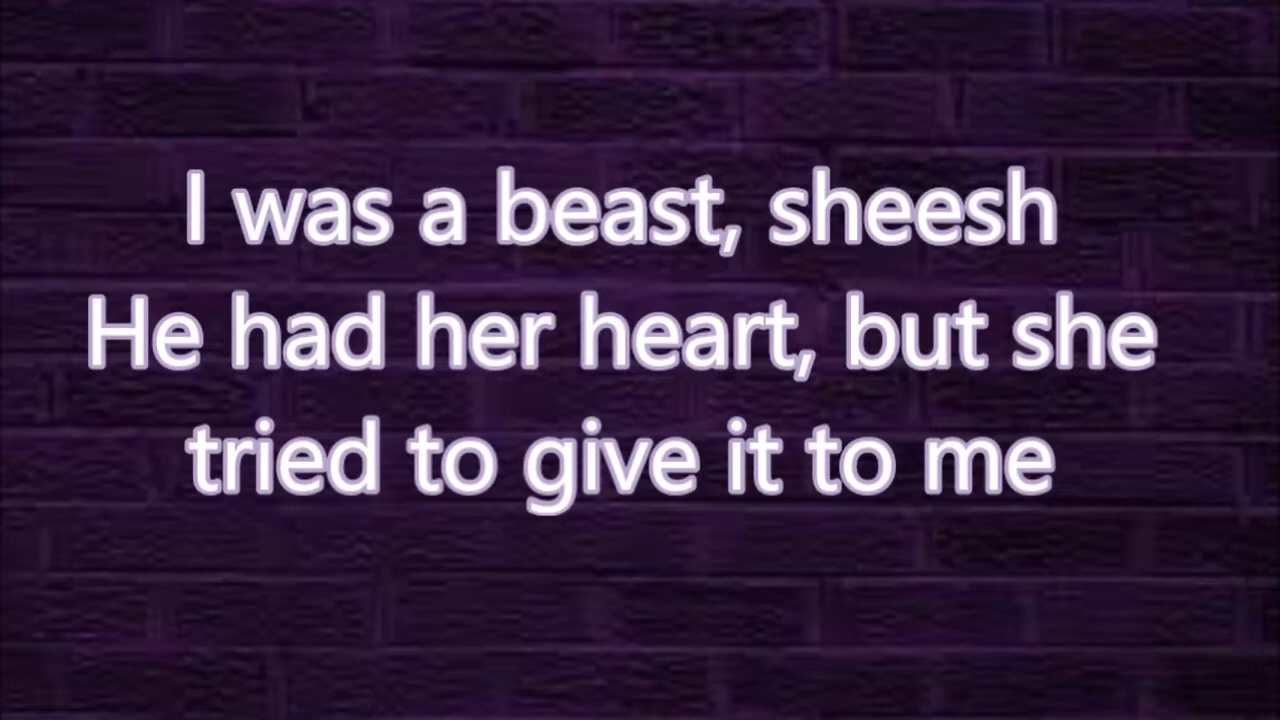 I was a beast, sheesh
He had her heart, but she
tried to give it to me